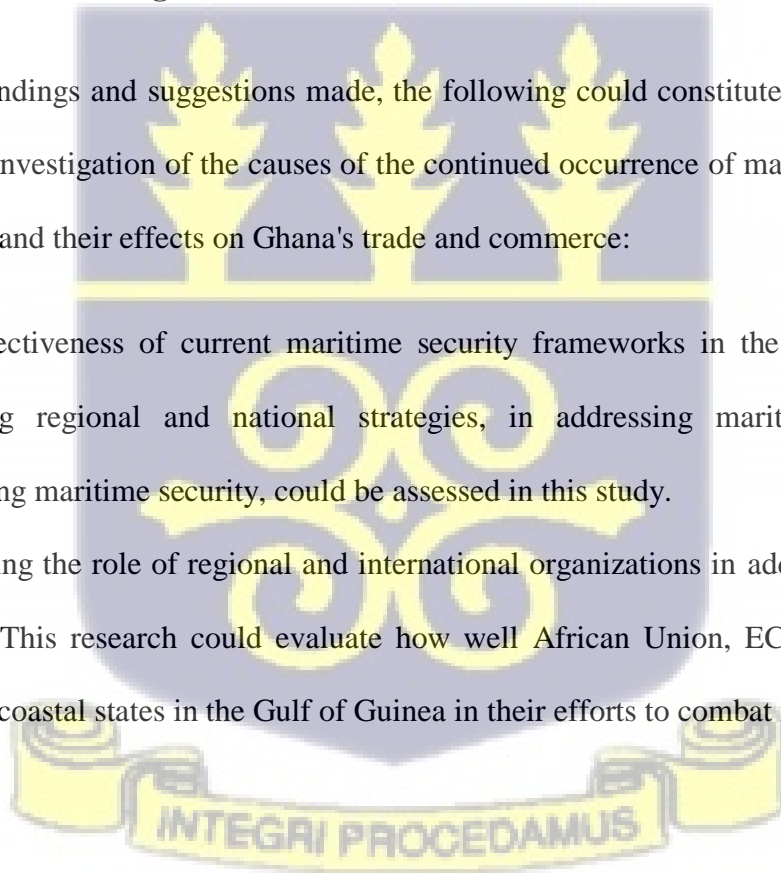 ndings and suggestions made, the following could constitute
nvestigation of the causes of the continued occurrence of ma
and their effects on Ghana's trade and commerce:
ectiveness of current maritime security frameworks in the
g regional and national strategies, in addressing marit
ng maritime security, could be assessed in this study.
ing the role of regional and international organizations in ad
This research could evaluate how well African Union, EC
coastal states in the Gulf of Guinea in their efforts to combat
INTEGRI PROCEDAMUS